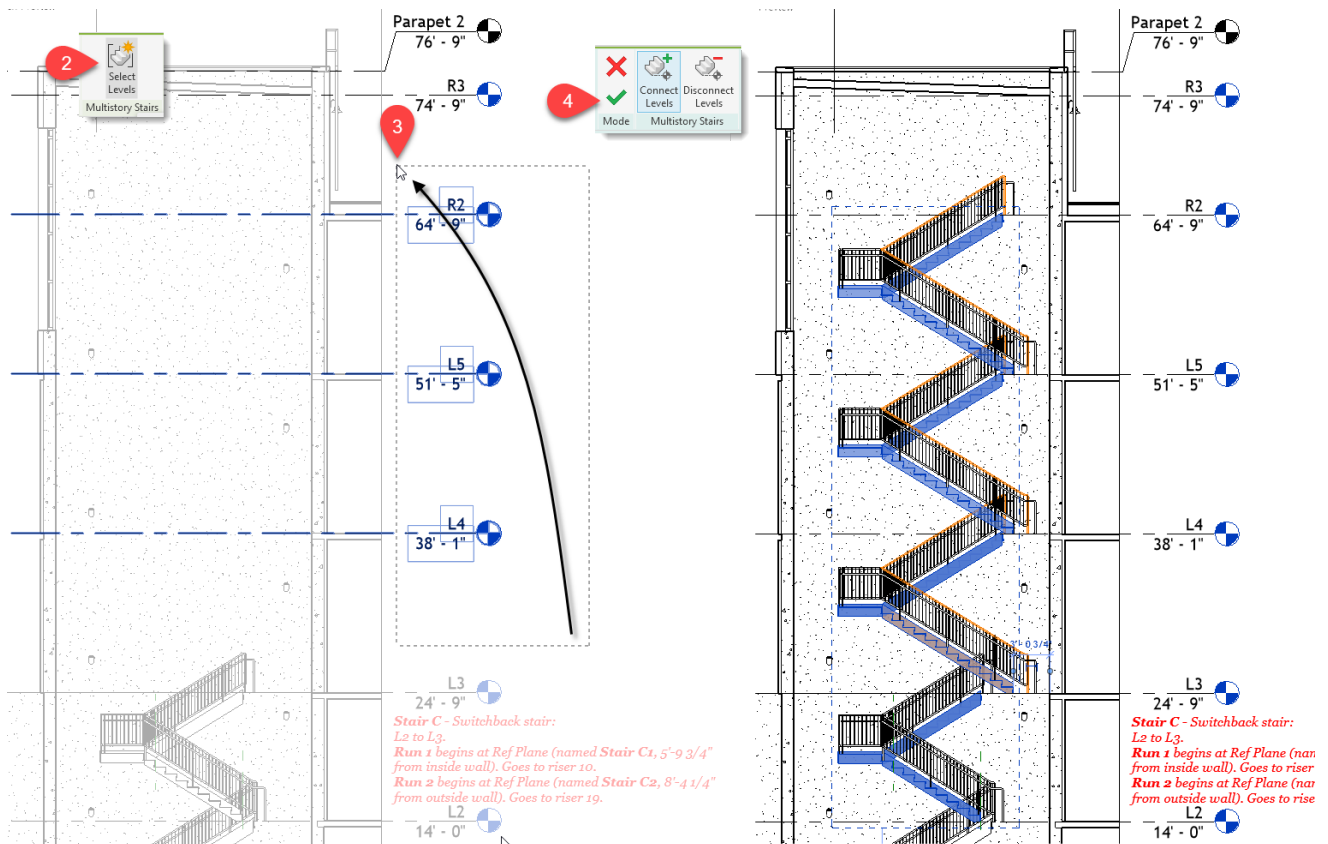 Parapet 2
76' - 9"
2
Select
Levels
Multistory Stairs
R3
74' - 9"
3
R2
64' - 9"
L5
51' - 5"
L4
38' - 1"
L3
24' - 9"
Stair C - Switchback stair:
L2 to L3.
Run 1 begins at Ref Plane (named Stair C1, 5'-9 3/4"
from inside wall). Goes to riser 10.
Run 2 begins at Ref Plane (named Stair C2, 8'-4 1/4"
from outside wall). Goes to riser 19.
L2
14' - 0"
4
Connect
Levels
Disconnect
Levels
Mode
Multistory Stairs
Parapet 2
76' - 9"
R3
74' - 9"
R2
64' - 9"
L5
51' - 5"
L4
38' - 1"
L3
24' - 9"
Stair C - Switchback stair:
L2 to L3.
Run 1 begins at Ref Plane (nan
from inside wall). Goes to riser
Run 2 begins at Ref Plane (nar
from outside wall). Goes to rise
L2
14' - 0"